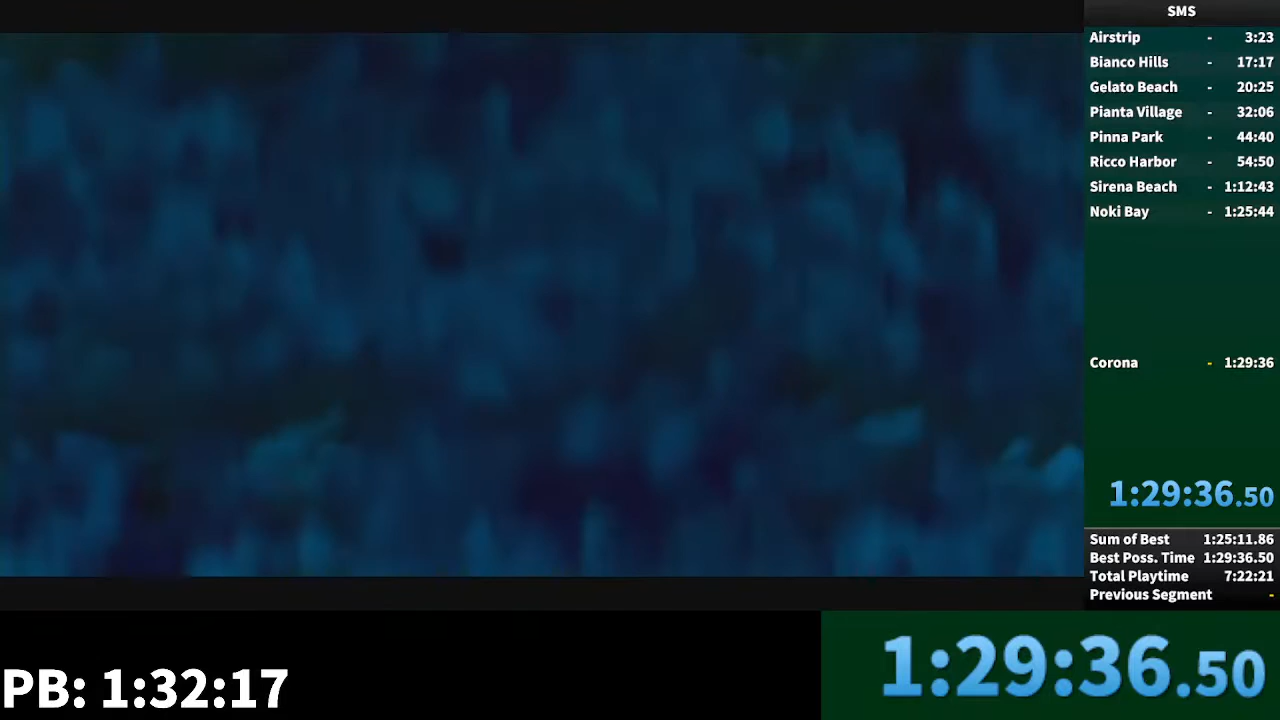 SMS
Airstrip - 3:23
Bianco Hills - 17:17
Gelato Beach - 20:25
Pianta Village - 32:06
Pinna Park - 44:40
Ricco Harbor - 54:50
Sirena Beach - 1:12:43
Noki Bay - 1:25:44
Corona - 1:29:36
1:29:36.50
Sum of Best 1:25:11.86
Best Poss. Time 1:29:36.50
Total Playtime 7:22:21
Previous Segment -
PB: 1:32:17
1:29:36.50